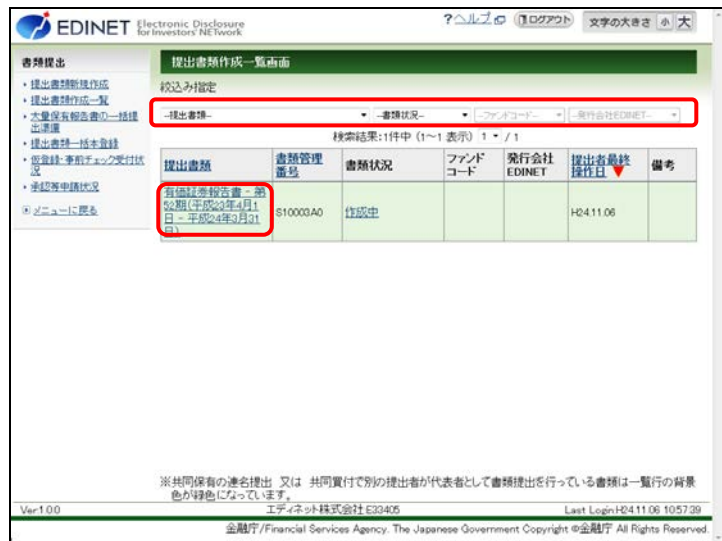 EDINET Electronic Disclosure for Investors' NETwork
?ヘルプ ログアウト 文字の大きさ 小 大
書類提出
・提出書類新規作成
・提出書類作成一覧
・大量保有報告書の一括提
出準備
・提出書類一括本登録
・仮登録・事前チェック受付状
況
・承認等申請状況
メニューに戻る
提出書類作成一覧画面
絞込み指定
--提出書類-- --書類状況-- --ファンドコード-- --発行会社EDINET--
検索結果:1件中 (1～1 表示) 1 / 1
提出書類 書類管理番号 書類状況 ファンドコード 発行会社EDINET 提出者最終操作日▼ 備考
有価証券報告書 - 第
52期(平成23年4月1
日 - 平成24年3月31
日)
S10003A0 作成中 H24.11.06
※共同保有の連名提出 又は 共同買付で別の提出者が代表者として書類提出を行っている書類は一覧行の背景
色が緑色になっています。
Ver.1.0.0 エディネット株式会社 E33405 Last Login:H24.11.06 10:57:39
金融庁/Financial Services Agency. The Japanese Government Copyright ©金融庁 All Rights Reserved.